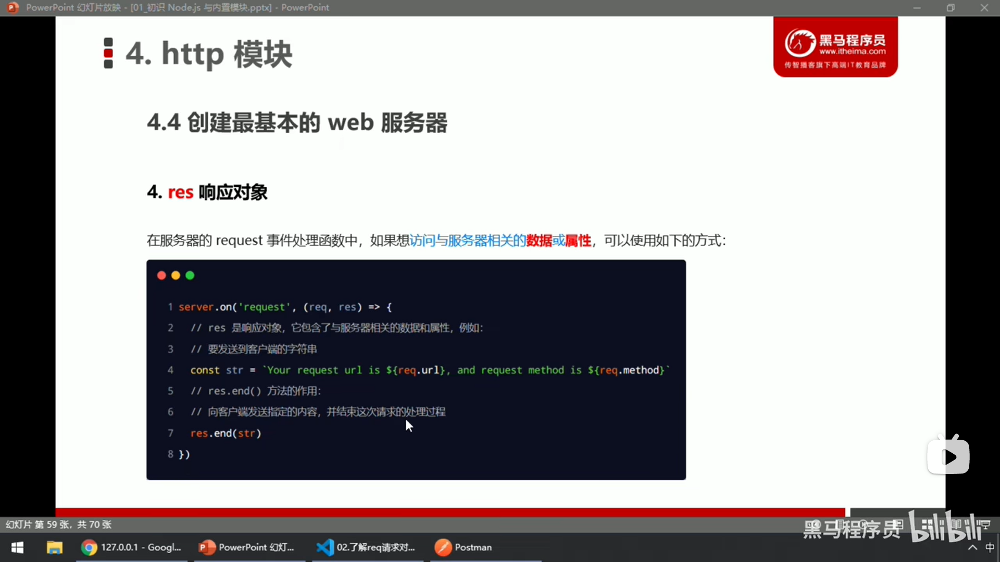 PowerPoint 幻灯片放映 - [01_初识 Node.js 与内置模块.pptx] - PowerPoint
4. http 模块
黑马程序员
www.itheima.com
传智播客旗下高端IT教育品牌
4.4 创建最基本的 web 服务器
4. res 响应对象
在服务器的 request 事件处理函数中，如果想访问与服务器相关的数据或属性，可以使用如下的方式：
1 server.on('request', (req, res) => {
2 // res 是响应对象，它包含了与服务器相关的数据和属性，例如：
3 // 要发送到客户端的字符串
4 const str = `Your request url is ${req.url}, and request method is ${req.method}`
5 // res.end() 方法的作用：
6 // 向客户端发送指定的内容，并结束这次请求的处理过程
7 res.end(str)
8 })
幻灯片 第 59 张，共 70 张
黑马程序员 bilibili
127.0.0.1 - Googl...
PowerPoint 幻灯...
02.了解req请求对...
Postman
中